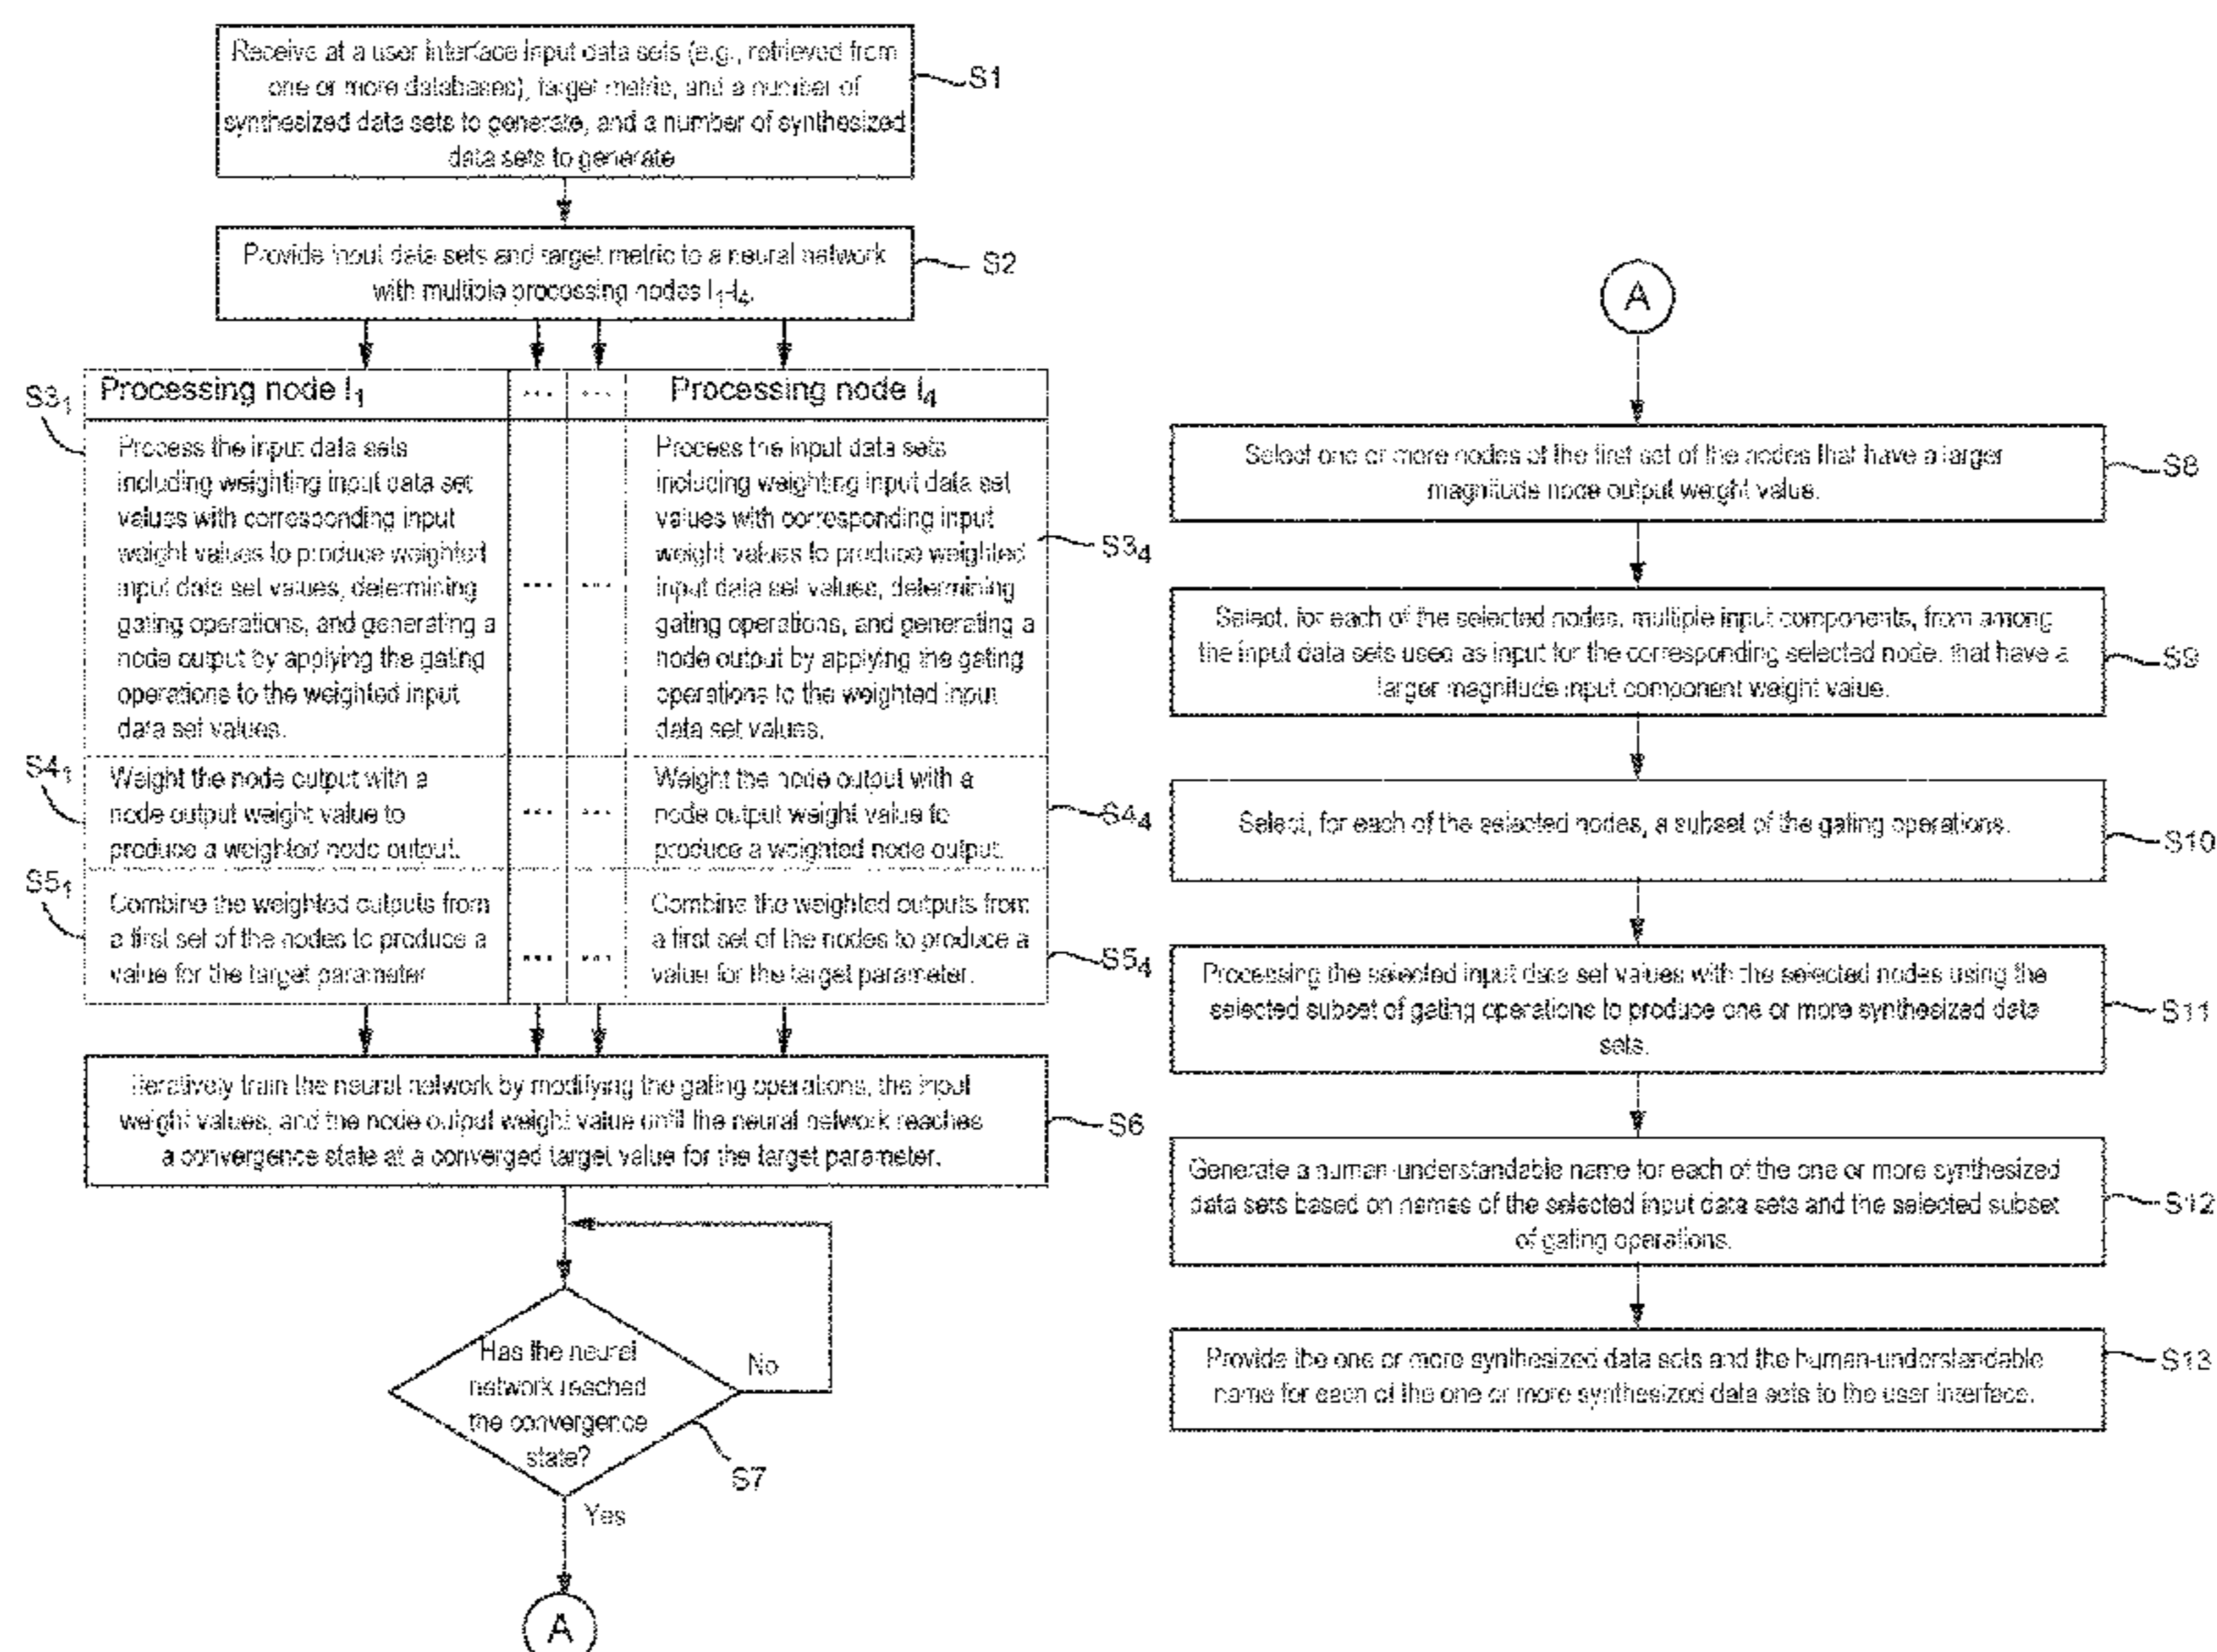 Receive at a user interface input data sets (e.g., retrieved from
one or more databases), target metric, and a number of
synthesized data sets to generate, and a number of synthesized
data sets to generate
S1
Provide input data sets and target metric to a neural network
with multiple processing nodes I1-I4.
S2
Processing node I1
... ...
Processing node I4
S31
Process the input data sets
including weighting input data set
values with corresponding input
weight values to produce weighted
input data set values, determining
gating operations, and generating a
node output by applying the gating
operations to the weighted input
data set values.
... ...
Process the input data sets
including weighting input data set
values with corresponding input
weight values to produce weighted
input data set values, determining
gating operations, and generating a
node output by applying the gating
operations to the weighted input
data set values.
S34
S41
Weight the node output with a
node output weight value to
produce a weighted node output.
... ...
Weight the node output with a
node output weight value to
produce a weighted node output.
S44
S51
Combine the weighted outputs from
a first set of the nodes to produce a
value for the target parameter
... ...
Combine the weighted outputs from
a first set of the nodes to produce a
value for the target parameter.
S54
Iteratively train the neural network by modifying the gating operations, the input
weight values, and the node output weight value until the neural network reaches
a convergence state at a converged target value for the target parameter.
S6
Has the neural
network reached
the convergence
state?
No
S7
Yes
A
A
Select one or more nodes of the first set of the nodes that have a larger
magnitude node output weight value.
S8
Select, for each of the selected nodes, multiple input components, from among
the input data sets used as input for the corresponding selected node, that have a
larger magnitude input component weight value.
S9
Select, for each of the selected nodes, a subset of the gating operations.
S10
Processing the selected input data set values with the selected nodes using the
selected subset of gating operations to produce one or more synthesized data
sets.
S11
Generate a human-understandable name for each of the one or more synthesized
data sets based on names of the selected input data sets and the selected subset
of gating operations.
S12
Provide the one or more synthesized data sets and the human-understandable
name for each of the one or more synthesized data sets to the user interface.
S13